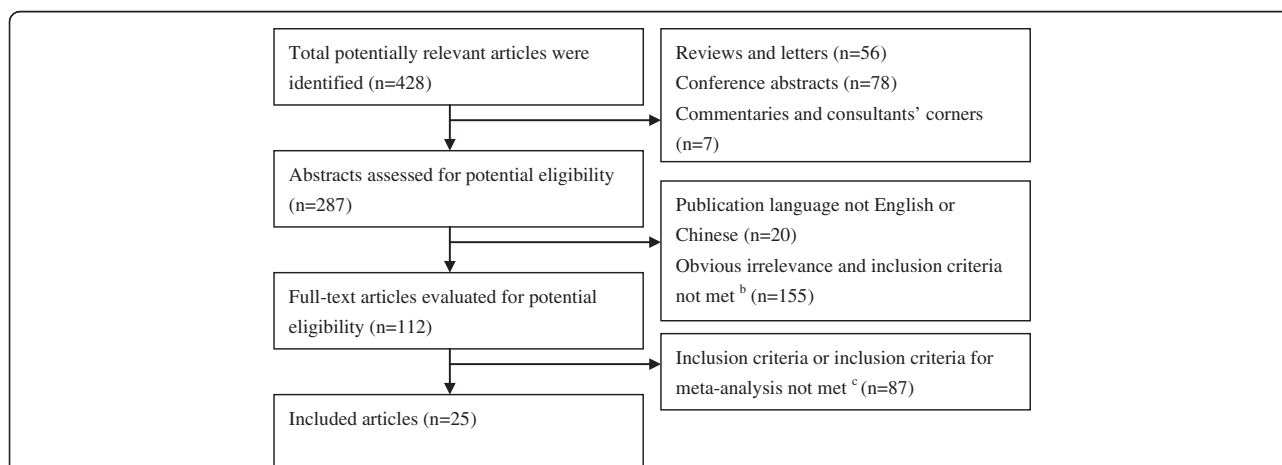 Total potentially relevant articles were
identified (n=428)
Reviews and letters (n=56)
Conference abstracts (n=78)
Commentaries and consultants’ corners
(n=7)
Abstracts assessed for potential eligibility
(n=287)
Publication language not English or
Chinese (n=20)
Obvious irrelevance and inclusion criteria
not met b (n=155)
Full-text articles evaluated for potential
eligibility (n=112)
Inclusion criteria or inclusion criteria for
meta-analysis not met c (n=87)
Included articles (n=25)